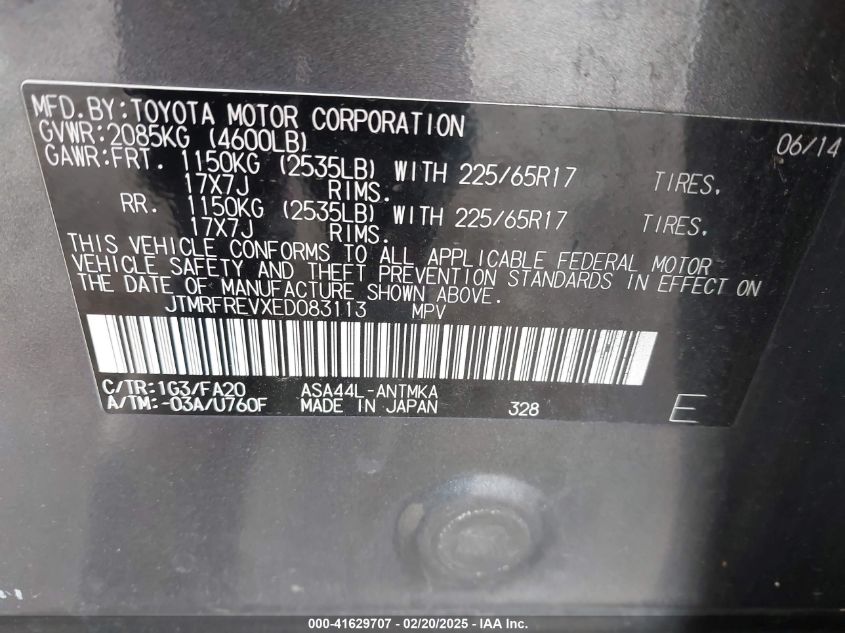 MFD.BY:TOYOTA MOTOR CORPORATION 06/14
GVWR:2085KG (4600LB)
GAWR:FRT. 1150KG (2535LB) WITH 225/65R17 TIRES,
17X7J RIMS.
RR. 1150KG (2535LB) WITH 225/65R17 TIRES,
17X7J RIMS.
THIS VEHICLE CONFORMS TO ALL APPLICABLE FEDERAL MOTOR
VEHICLE SAFETY AND THEFT PREVENTION STANDARDS IN EFFECT ON
THE DATE OF MANUFACTURE SHOWN ABOVE.
JTMRFREVXED083113 MPV
C/TR:1G3/FA20 ASA44L-ANTMKA
A/TM:-03A/U760F MADE IN JAPAN 328 E
000-41629707 - 02/20/2025 - IAA Inc.